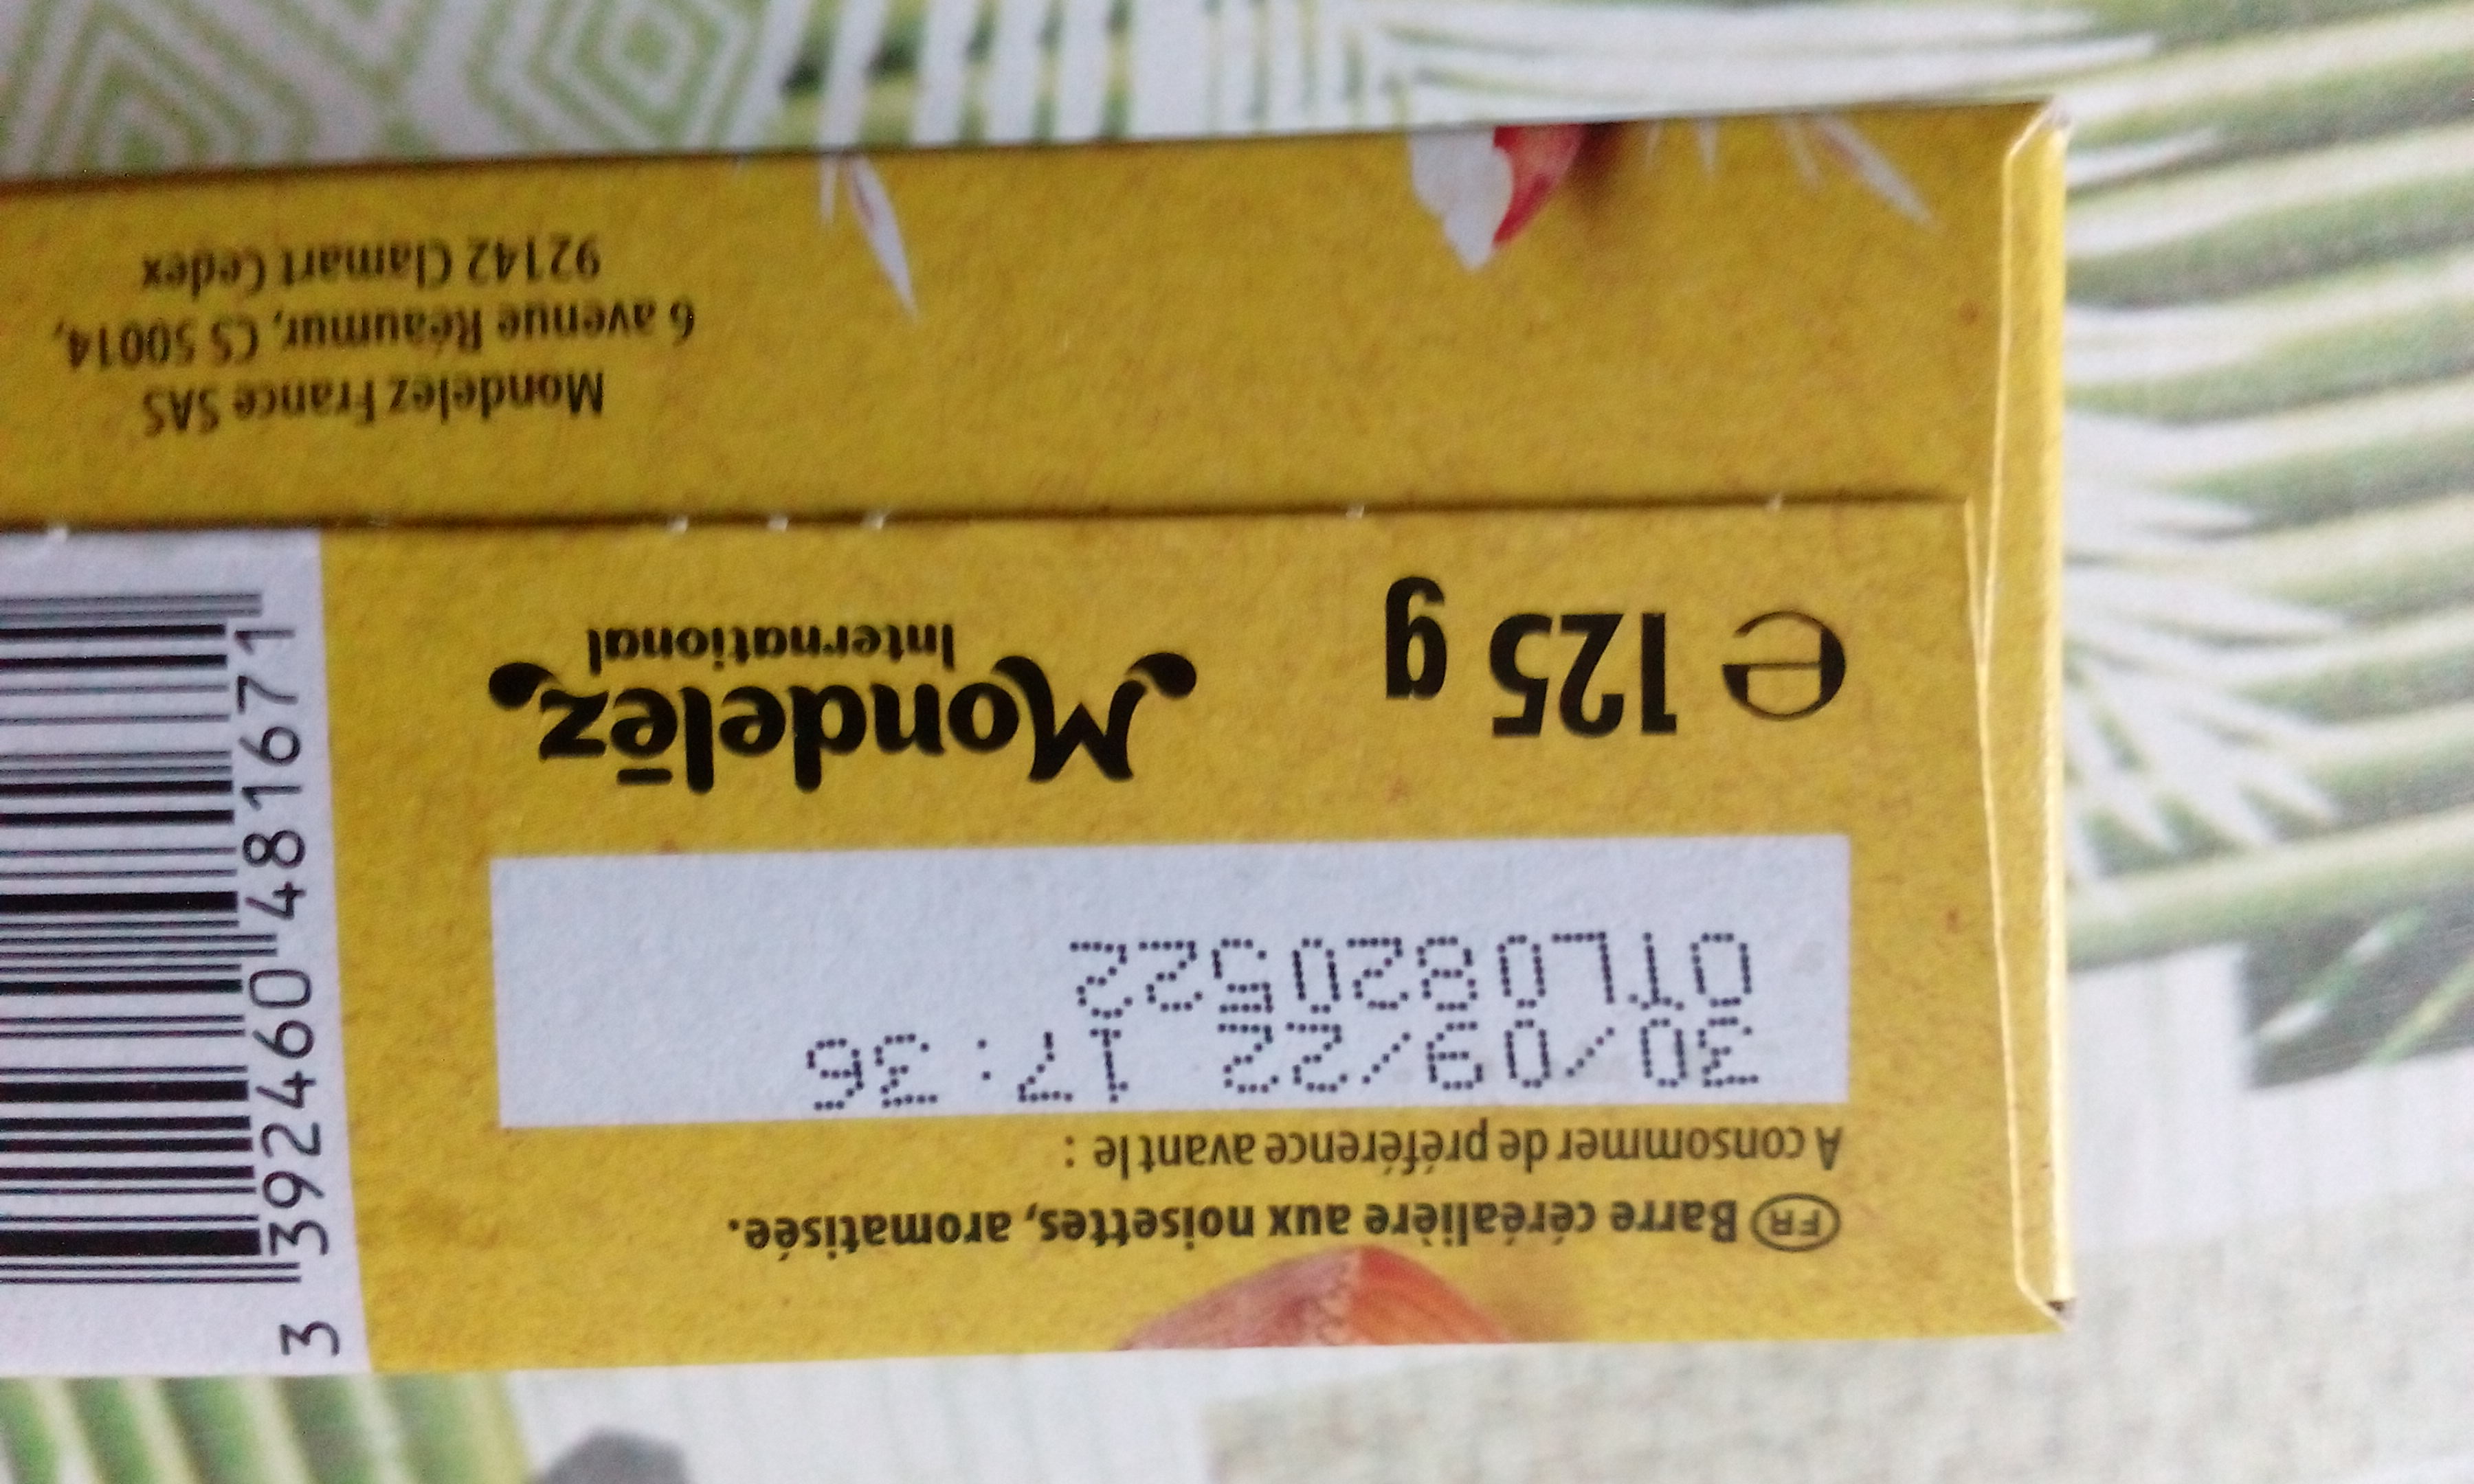 FR Barre céréalière aux noisettes, aromatisée.
A consommer de préférence avant le :
30/09/22 17:36
OTL0820522
e 125 g
Mondelēz
International
3 392460 481671
Mondelez France SAS
6 avenue Réaumur, CS 50014,
92142 Clamart Cedex